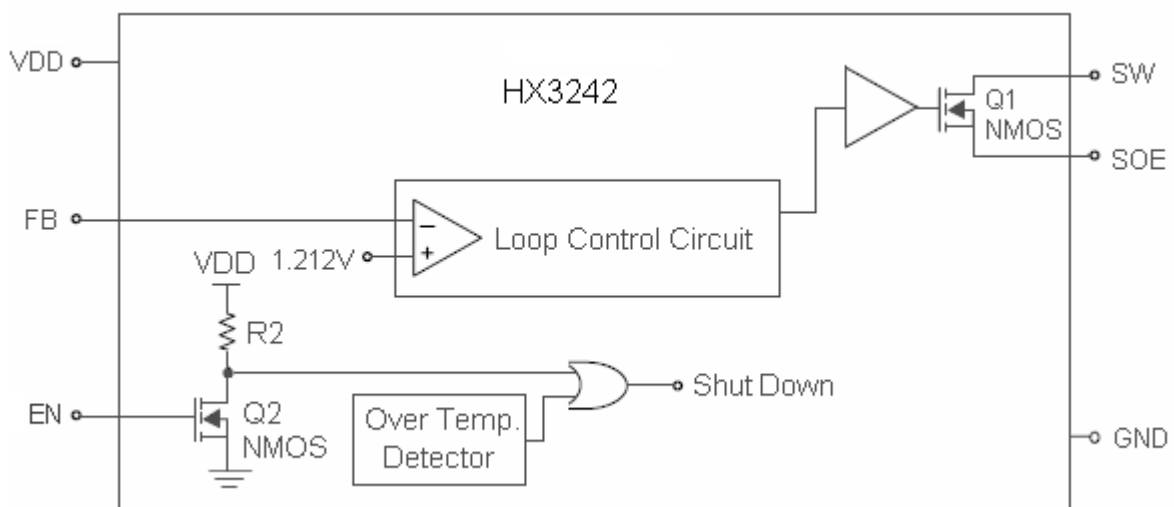 VDD
HX3242
SW
Q1
NMOS
SOE
FB
−
+
Loop Control Circuit
1.212V
VDD
R2
Shut Down
EN
Q2
NMOS
Over Temp.
Detector
GND